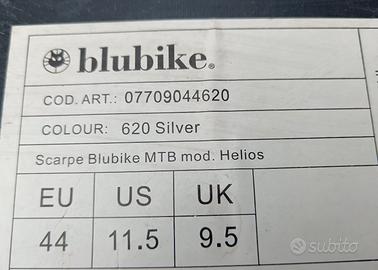 blubike®
COD. ART.: 07709044620
COLOUR: 620 Silver
Scarpe Blubike MTB mod. Helios
EU US UK
44 11.5 9.5
subito